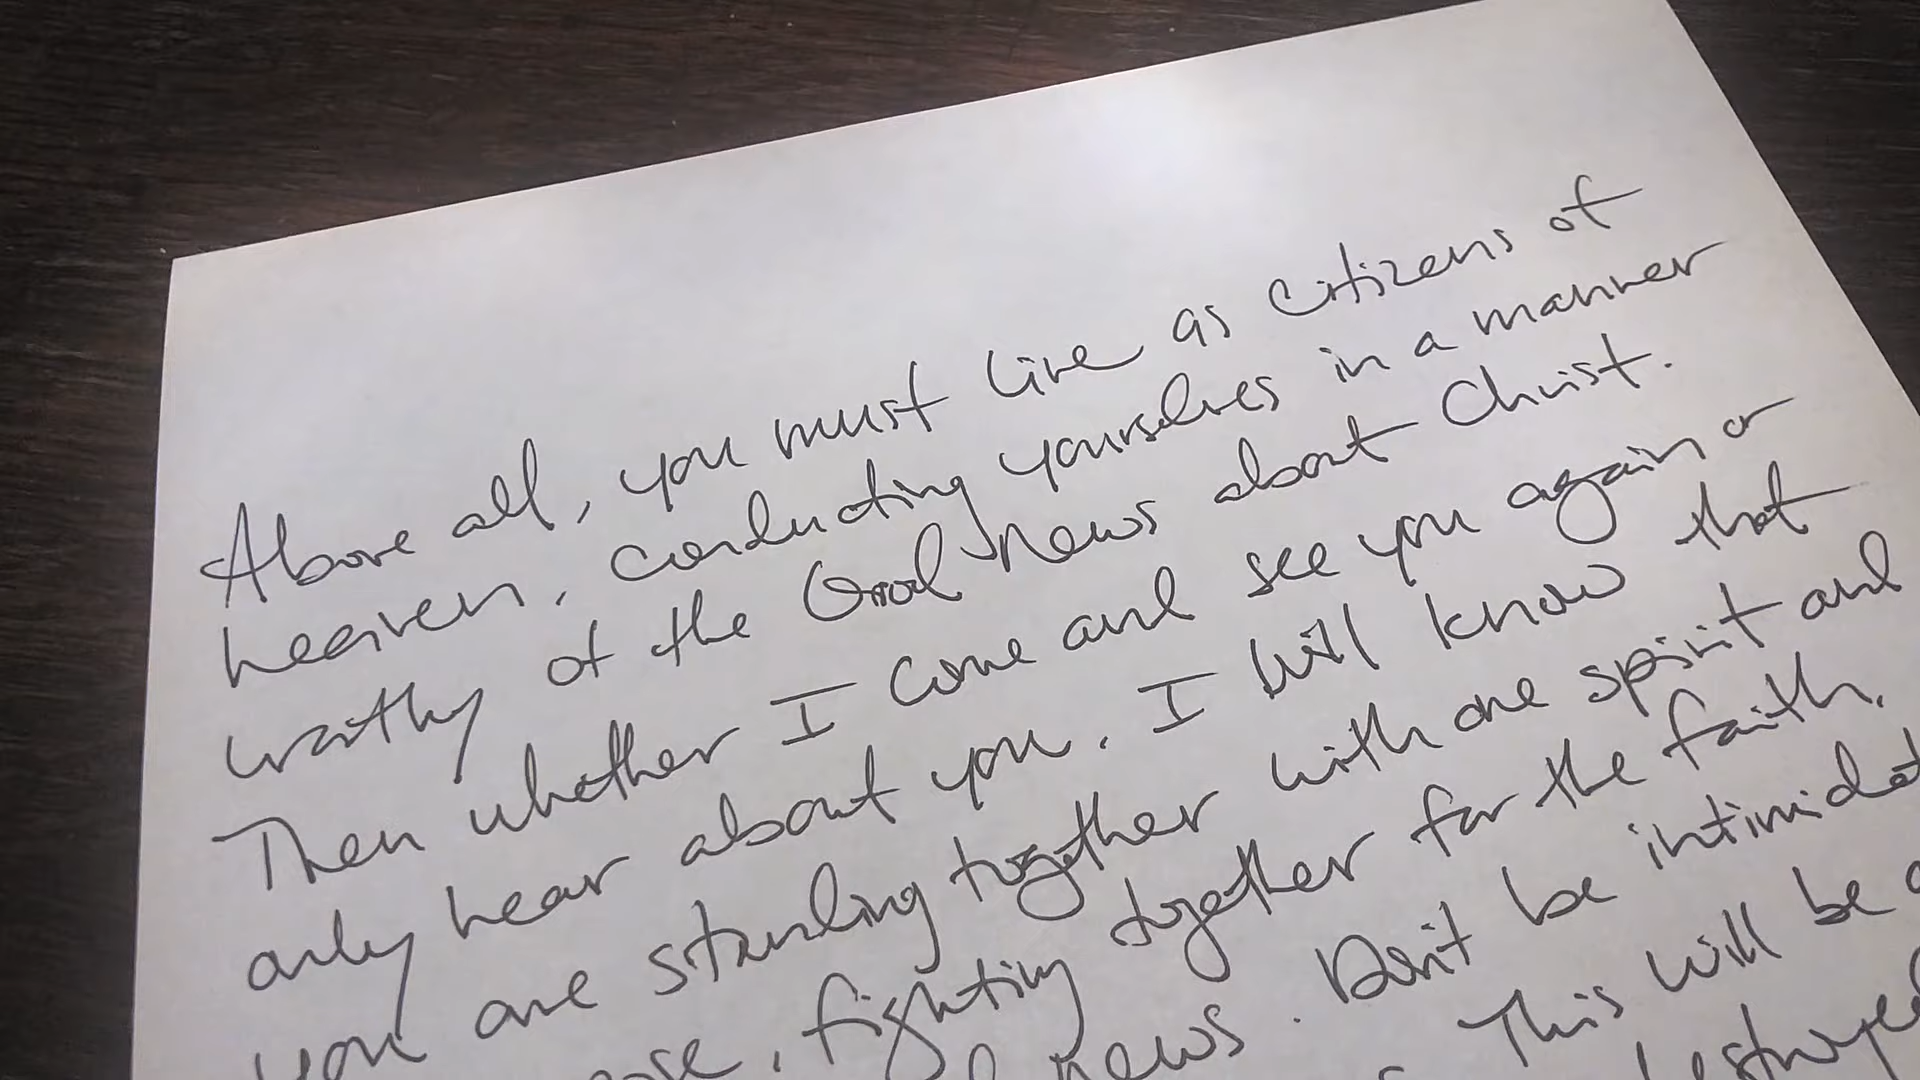 Above all, you must live as citizens of
heaven, conducting yourselves in a manner
worthy of the Good News about Christ.
Then whether I come and see you again or
only hear about you, I will know that
you are standing together with one spirit and
, fighting together for the faith,
news. Don't be
This will be